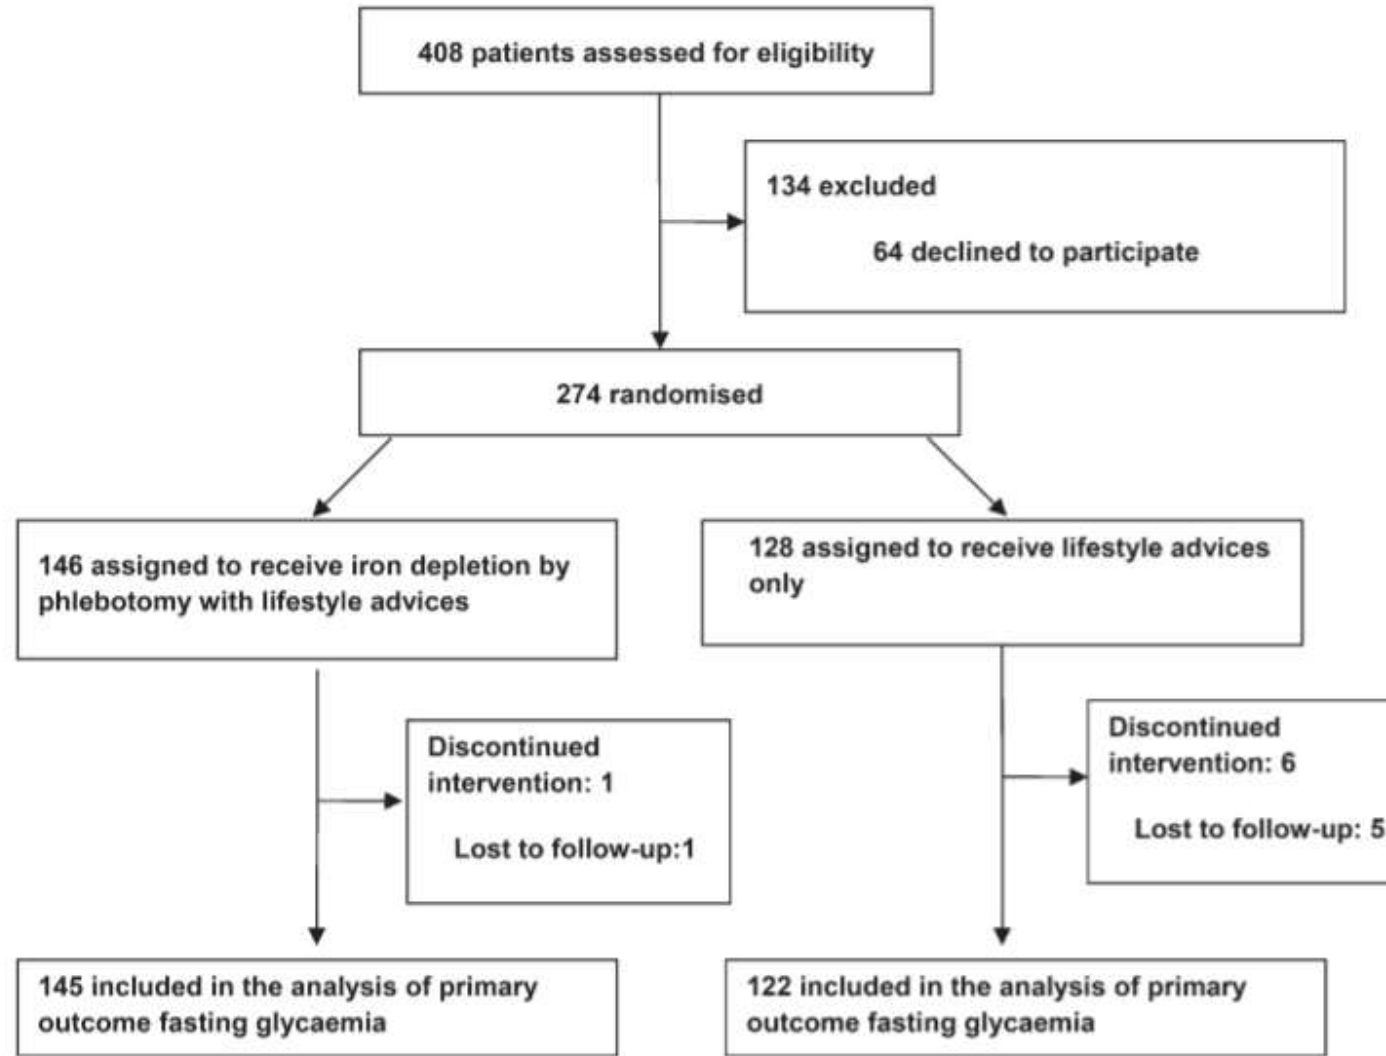 408 patients assessed for eligibility
134 excluded
64 declined to participate
274 randomised
146 assigned to receive iron depletion by
phlebotomy with lifestyle advices
128 assigned to receive lifestyle advices
only
Discontinued
intervention: 1
Lost to follow-up:1
Discontinued
intervention: 6
Lost to follow-up: 5
145 included in the analysis of primary
outcome fasting glycaemia
122 included in the analysis of primary
outcome fasting glycaemia